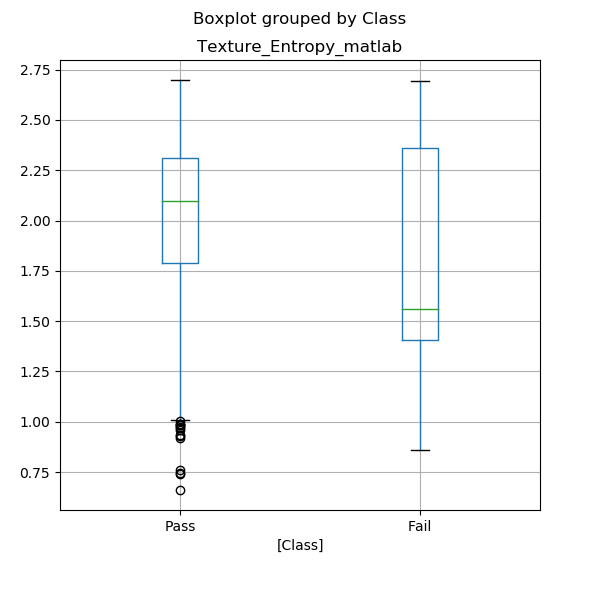 Boxplot grouped by Class
Texture_Entropy_matlab
2.75
2.50
2.25
2.00
1.75
1.50
1.25
1.00
0.75
Pass Fail
[Class]